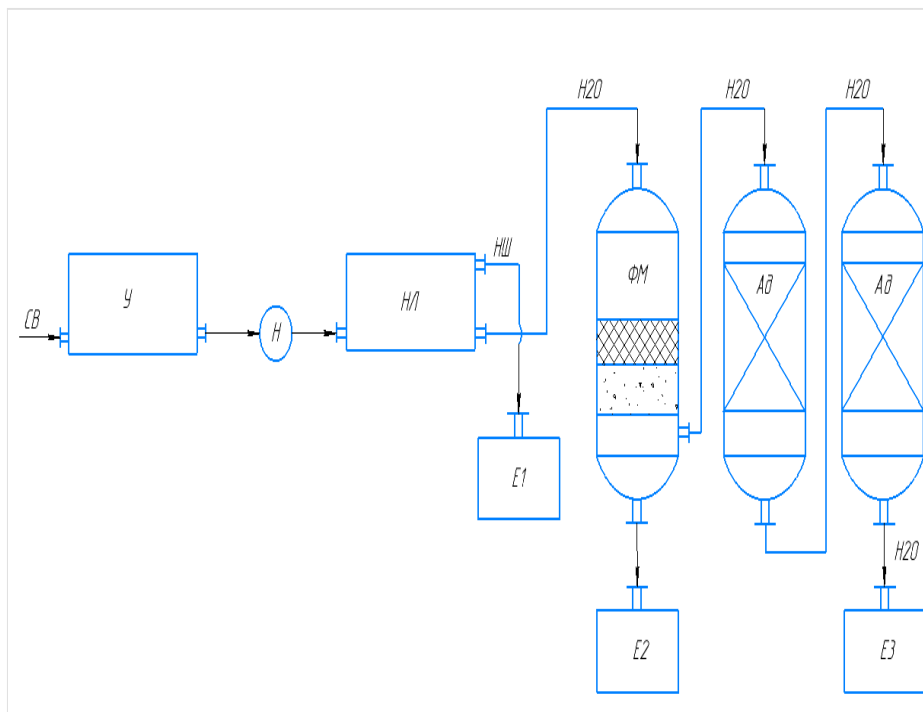 Н2О
Н2О
Н2О
СВ
У
Н
НЛ
НШ
ФМ
Ад
Ад
Е1
Н2О
Е2
Е3